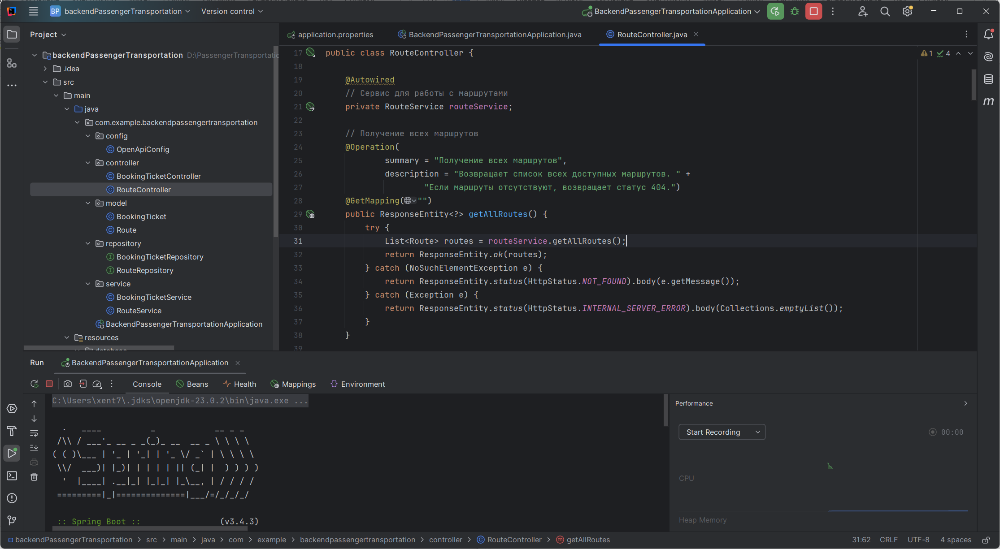 BP backendPassengerTransportation Version control BackendPassengerTransportationApplication
Project
backendPassengerTransportation D:\PassengerTransportatic
.idea
src
main
java
com.example.backendpassengertransportation
config
OpenApiConfig
controller
BookingTicketController
RouteController
model
BookingTicket
Route
repository
BookingTicketRepository
RouteRepository
service
BookingTicketService
RouteService
BackendPassengerTransportationApplication
resources
database
application.properties BackendPassengerTransportationApplication.java RouteController.java
1 4
17 public class RouteController {
18
19 @Autowired
20 // Сервис для работы с маршрутами
21 private RouteService routeService;
22
23 // Получение всех маршрутов
24 @Operation(
25 summary = "Получение всех маршрутов",
26 description = "Возвращает список всех доступных маршрутов. " +
27 "Если маршруты отсутствуют, возвращает статус 404.")
28 @GetMapping("")
29 public ResponseEntity<?> getAllRoutes() {
30 try {
31 List<Route> routes = routeService.getAllRoutes();
32 return ResponseEntity.ok(routes);
33 } catch (NoSuchElementException e) {
34 return ResponseEntity.status(HttpStatus.NOT_FOUND).body(e.getMessage());
35 } catch (Exception e) {
36 return ResponseEntity.status(HttpStatus.INTERNAL_SERVER_ERROR).body(Collections.emptyList());
37 }
38 }
39
m
Run BackendPassengerTransportationApplication
Console Beans Health Mappings Environment
C:\Users\xent7\.jdks\openjdk-23.0.2\bin\java.exe ...
  .   ____          _            __ _ _
 /\\ / ___'_ __ _ _(_)_ __  __ _ \ \ \ \
( ( )\___ | '_ | '_| | '_ \/ _` | \ \ \ \
 \\/  ___)| |_)| | | | | || (_| |  ) ) ) )
  '  |____| .__|_| |_|_| |_\__, | / / / /
 =========|_|==============|___/=/_/_/_/
:: Spring Boot :: (v3.4.3)
Performance
Start Recording 00:00
CPU
Heap Memory
backendPassengerTransportation > src > main > java > com > example > backendpassengertransportation > controller > RouteController > getAllRoutes 31:62 CRLF UTF-8 4 spaces